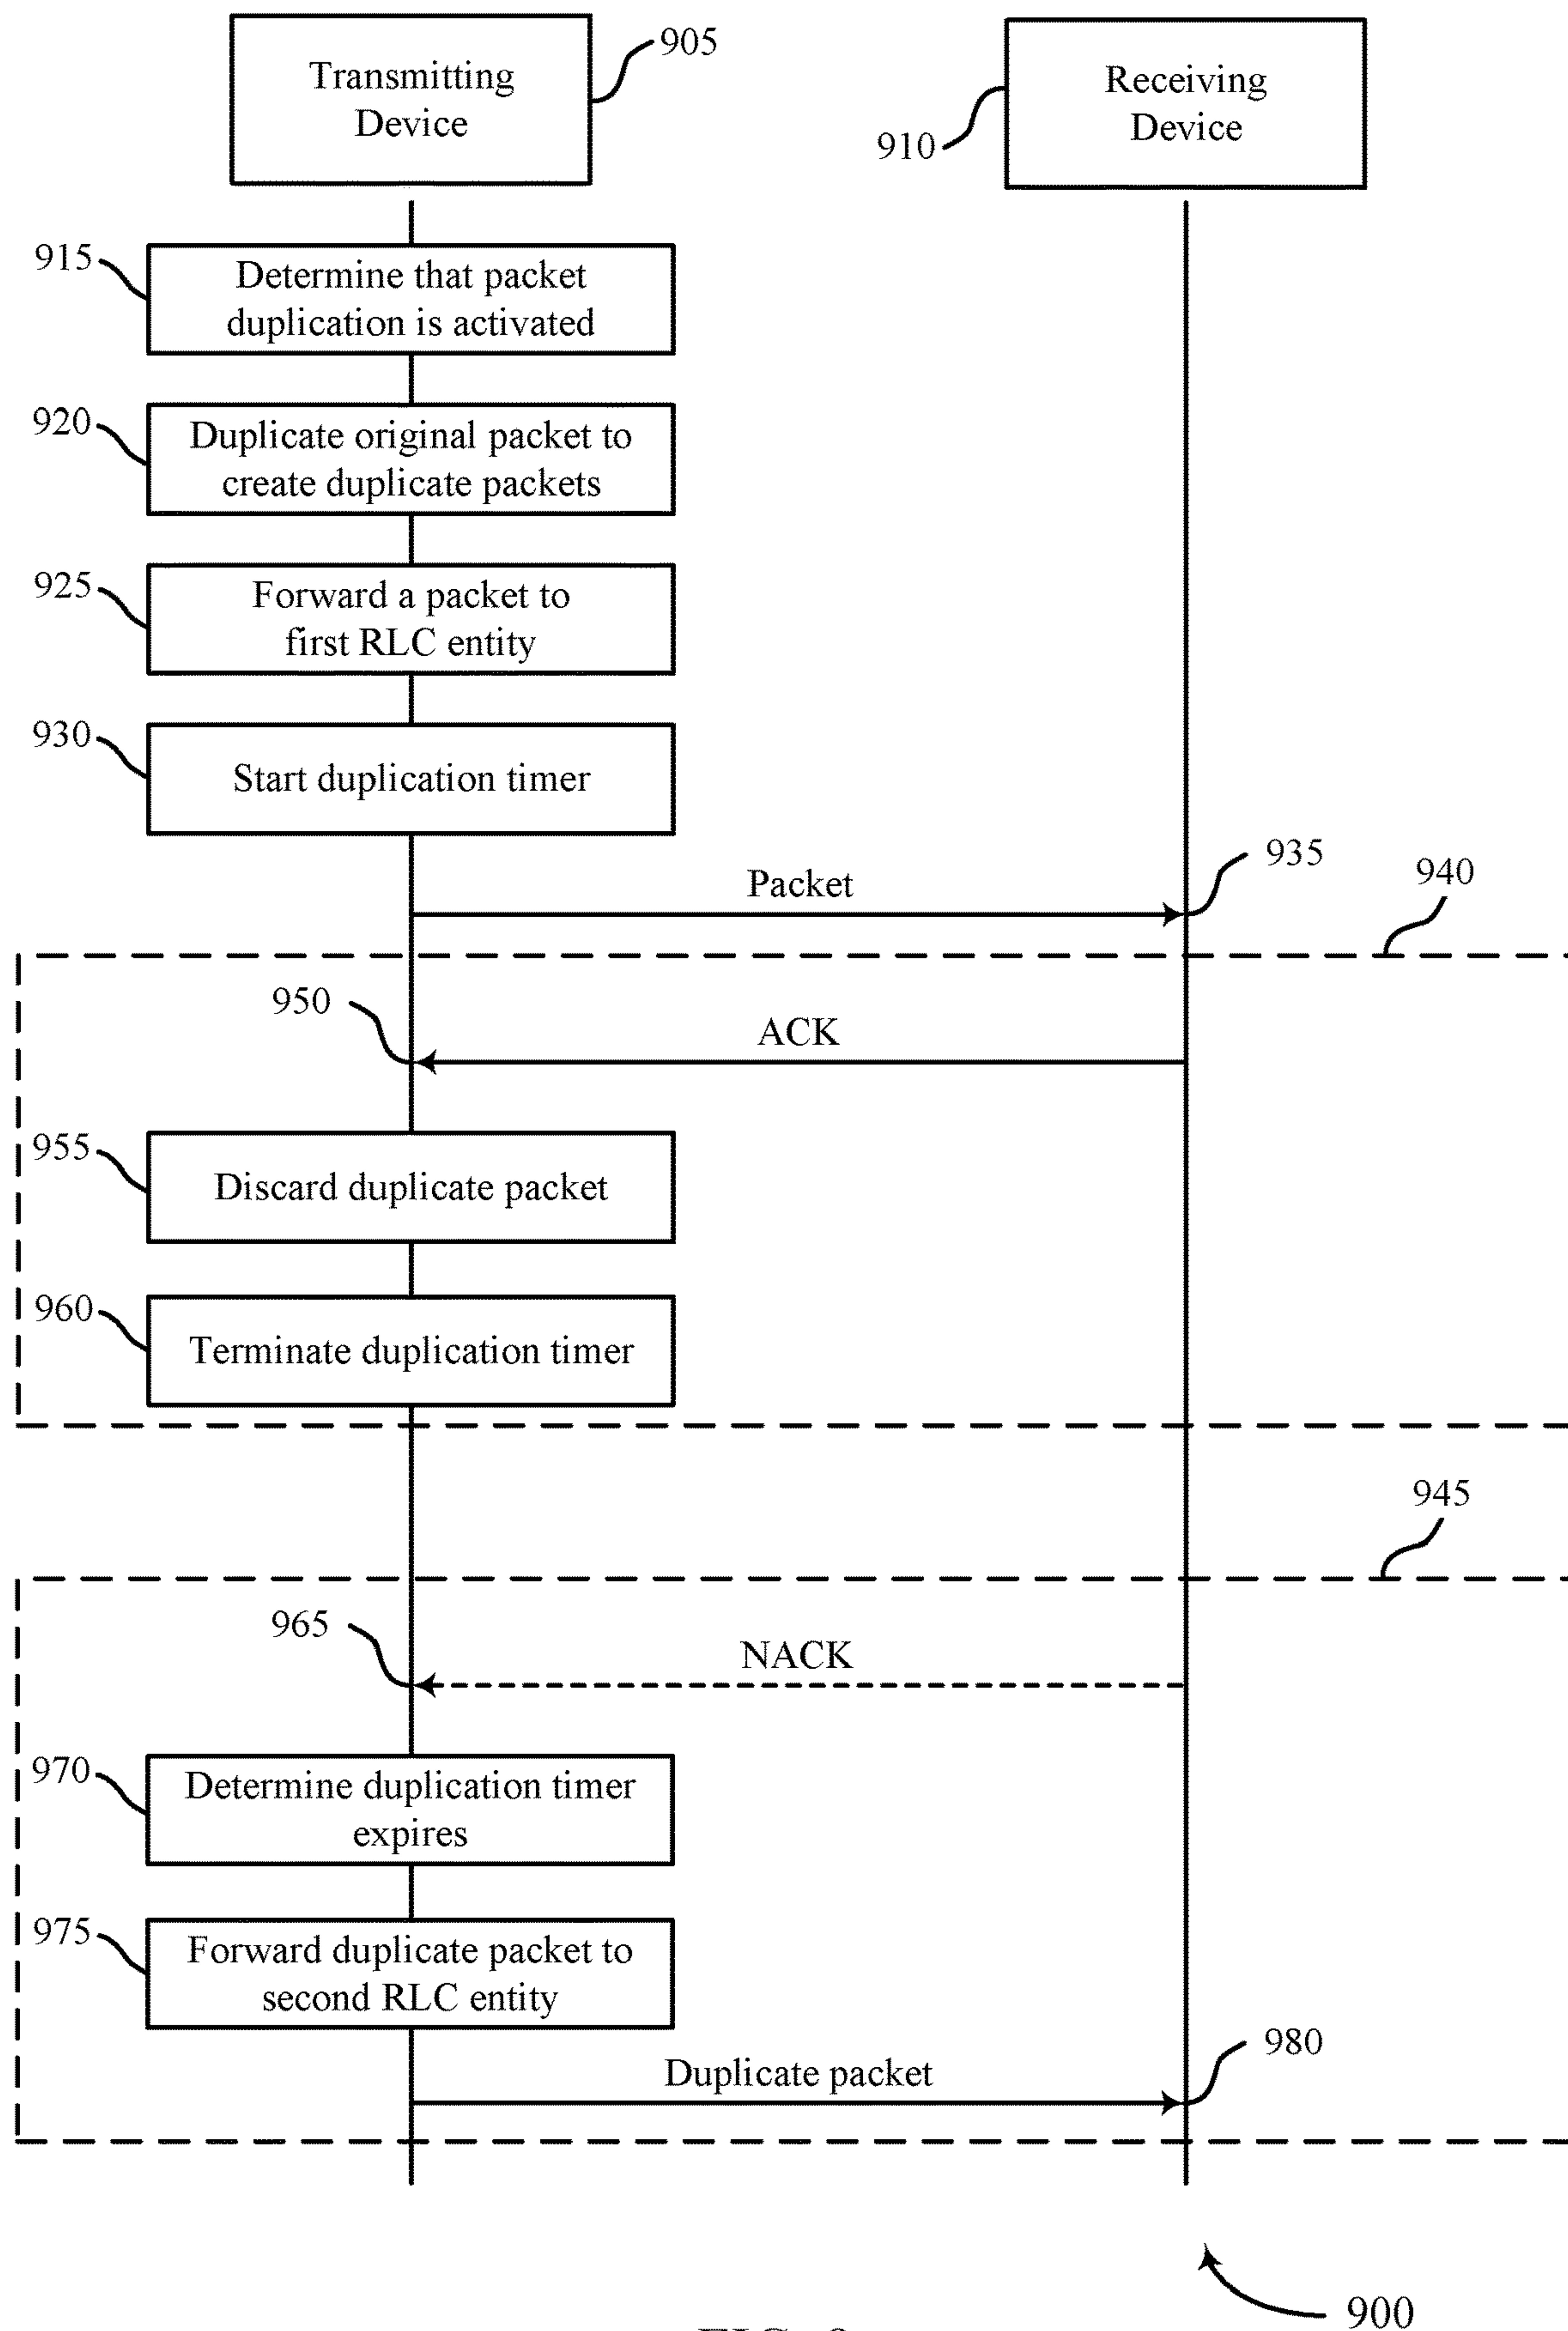 Transmitting
Device
905
Receiving
Device
910
915
Determine that packet
duplication is activated
920
Duplicate original packet to
create duplicate packets
925
Forward a packet to
first RLC entity
930
Start duplication timer
Packet
935
940
950
ACK
955
Discard duplicate packet
960
Terminate duplication timer
945
965
NACK
970
Determine duplication timer
expires
975
Forward duplicate packet to
second RLC entity
Duplicate packet
980
900